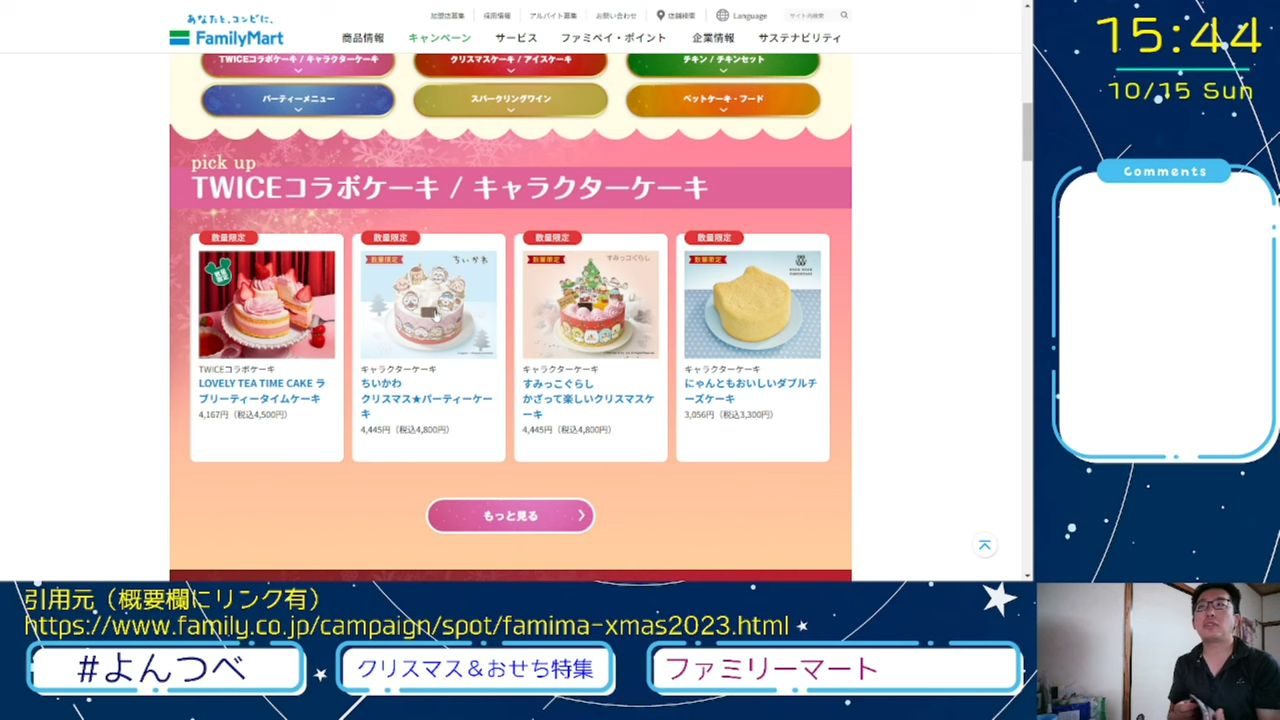 あなたと、コンビに、
FamilyMart
加盟店募集
採用情報
アルバイト募集
お問い合わせ
店舗検索
Language
サイト内検索
商品情報
キャンペーン
サービス
ファミペイ・ポイント
企業情報
サステナビリティ
TWICEコラボケーキ / キャラクターケーキ
クリスマスケーキ / アイスケーキ
チキン / チキンセット
パーティーメニュー
スパークリングワイン
ペットケーキ・フード
pick up
TWICEコラボケーキ / キャラクターケーキ
数量限定
数量限定
TWICEコラボケーキ
LOVELY TEA TIME CAKE ラ
ブリーティータイムケーキ
4,167円（税込4,500円）
数量限定
数量限定
ちいかわ
キャラクターケーキ
ちいかわ
クリスマス★パーティーケー
キ
4,445円（税込4,800円）
数量限定
数量限定
すみっコぐらし
キャラクターケーキ
すみっコぐらし
かざって楽しいクリスマスケ
ーキ
4,445円（税込4,800円）
数量限定
数量限定
キャラクターケーキ
にゃんともおいしいダブルチ
ーズケーキ
3,056円（税込3,300円）
もっと見る
15:44
10/15 Sun
Comments
引用元（概要欄にリンク有）
https://www.family.co.jp/campaign/spot/famima-xmas2023.html
#よんつべ
クリスマス＆おせち特集
ファミリーマート